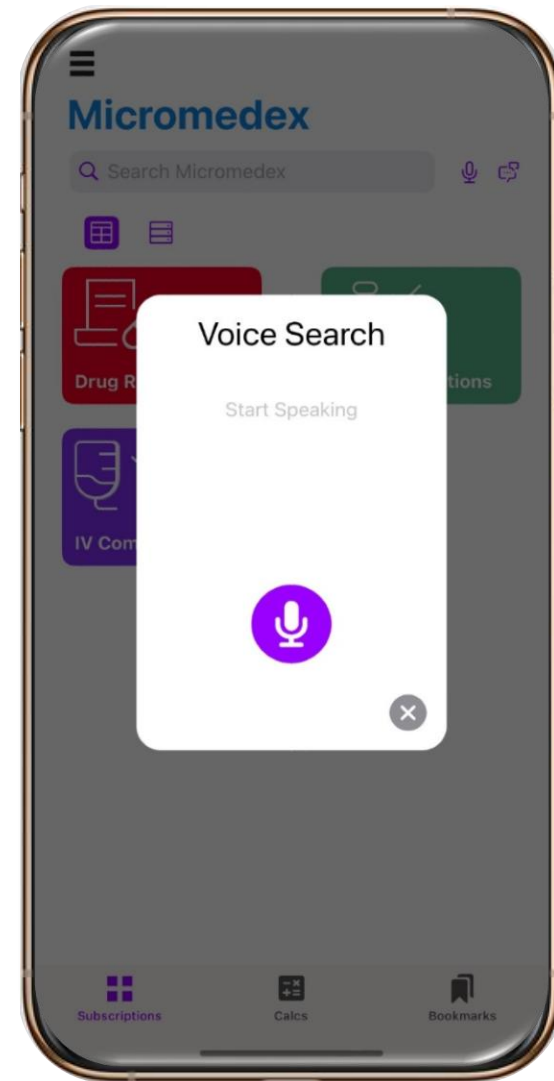 Micromedex
Search Micromedex
Drug R
tions
IV Com
Voice Search
Start Speaking
Subscriptions
Calcs
Bookmarks